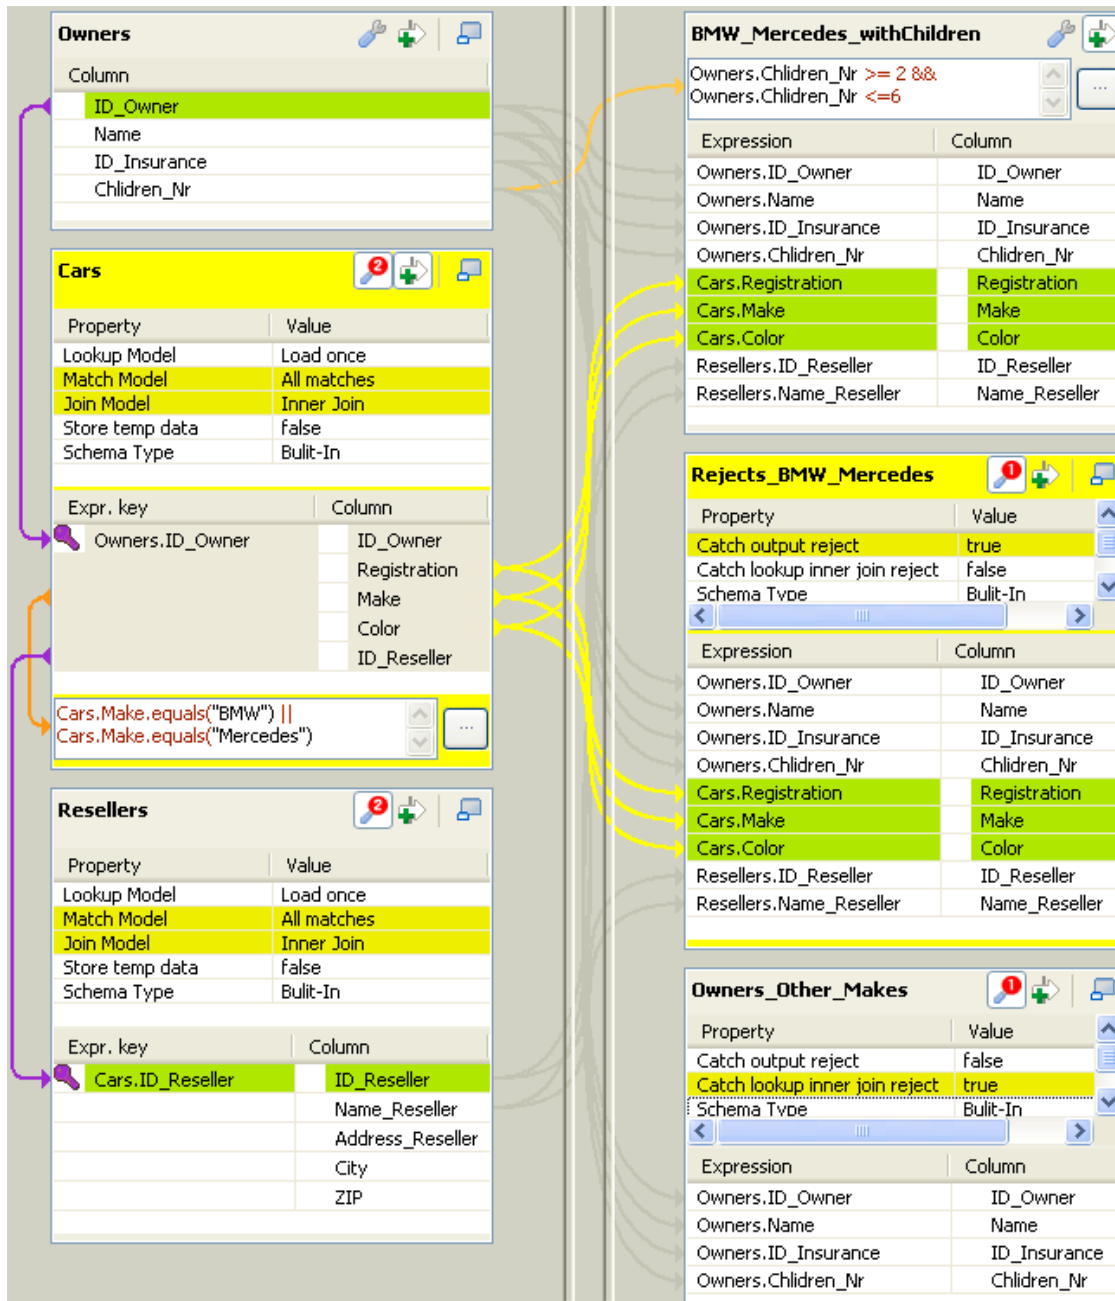 Owners
Column
ID_Owner
Name
ID_Insurance
Chlidren_Nr
Cars
2
Property Value
Lookup Model Load once
Match Model All matches
Join Model Inner Join
Store temp data false
Schema Type Bulit-In
Expr. key Column
Owners.ID_Owner ID_Owner
Registration
Make
Color
ID_Reseller
Cars.Make.equals("BMW") ||
Cars.Make.equals("Mercedes")
...
Resellers
2
Property Value
Lookup Model Load once
Match Model All matches
Join Model Inner Join
Store temp data false
Schema Type Bulit-In
Expr. key Column
Cars.ID_Reseller ID_Reseller
Name_Reseller
Address_Reseller
City
ZIP
BMW_Mercedes_withChildren
Owners.Chlidren_Nr >= 2 &&
Owners.Chlidren_Nr <=6
...
Expression Column
Owners.ID_Owner ID_Owner
Owners.Name Name
Owners.ID_Insurance ID_Insurance
Owners.Chlidren_Nr Chlidren_Nr
Cars.Registration Registration
Cars.Make Make
Cars.Color Color
Resellers.ID_Reseller ID_Reseller
Resellers.Name_Reseller Name_Reseller
Rejects_BMW_Mercedes
1
Property Value
Catch output reject true
Catch lookup inner join reject false
Schema Type Bulit-In
Expression Column
Owners.ID_Owner ID_Owner
Owners.Name Name
Owners.ID_Insurance ID_Insurance
Owners.Chlidren_Nr Chlidren_Nr
Cars.Registration Registration
Cars.Make Make
Cars.Color Color
Resellers.ID_Reseller ID_Reseller
Resellers.Name_Reseller Name_Reseller
Owners_Other_Makes
1
Property Value
Catch output reject false
Catch lookup inner join reject true
Schema Type Bulit-In
Expression Column
Owners.ID_Owner ID_Owner
Owners.Name Name
Owners.ID_Insurance ID_Insurance
Owners.Chlidren_Nr Chlidren_Nr